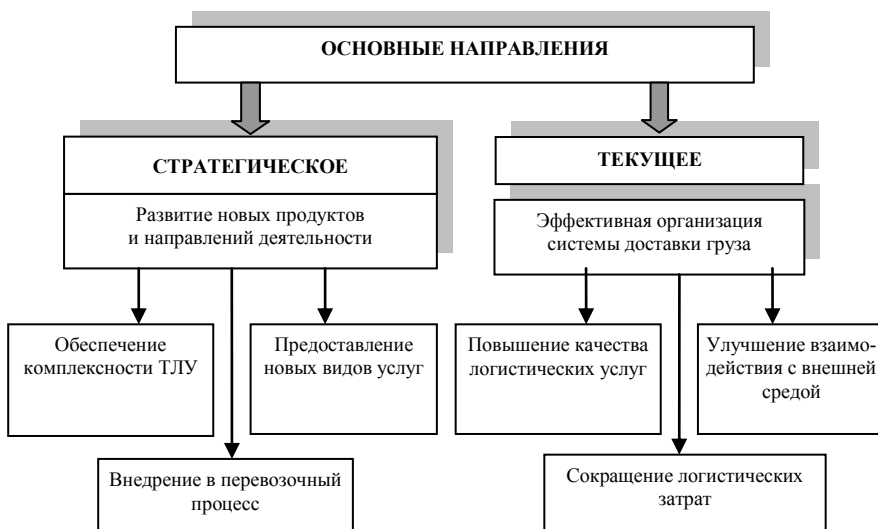 ОСНОВНЫЕ НАПРАВЛЕНИЯ
СТРАТЕГИЧЕСКОЕ
Развитие новых продуктов
и направлений деятельности
Обеспечение
комплексности ТЛУ
Предоставление
новых видов услуг
Внедрение в перевозочный
процесс
ТЕКУЩЕЕ
Эффективная организация
системы доставки груза
Повышение качества
логистических услуг
Улучшение взаимо-
действия с внешней
средой
Сокращение логистических
затрат